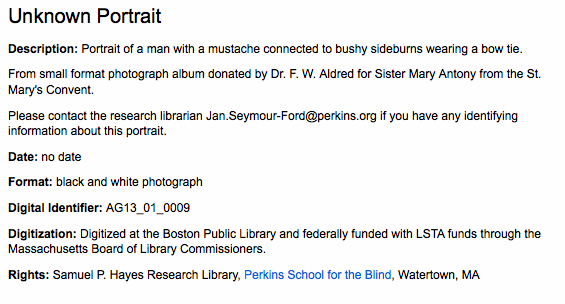 Unknown Portrait
Description: Portrait of a man with a mustache connected to bushy sideburns wearing a bow tie.
From small format photograph album donated by Dr. F. W. Aldred for Sister Mary Antony from the St.
Mary's Convent.
Please contact the research librarian Jan.Seymour-Ford@perkins.org if you have any identifying
information about this portrait.
Date: no date
Format: black and white photograph
Digital Identifier: AG13_01_0009
Digitization: Digitized at the Boston Public Library and federally funded with LSTA funds through the
Massachusetts Board of Library Commissioners.
Rights: Samuel P. Hayes Research Library, Perkins School for the Blind, Watertown, MA